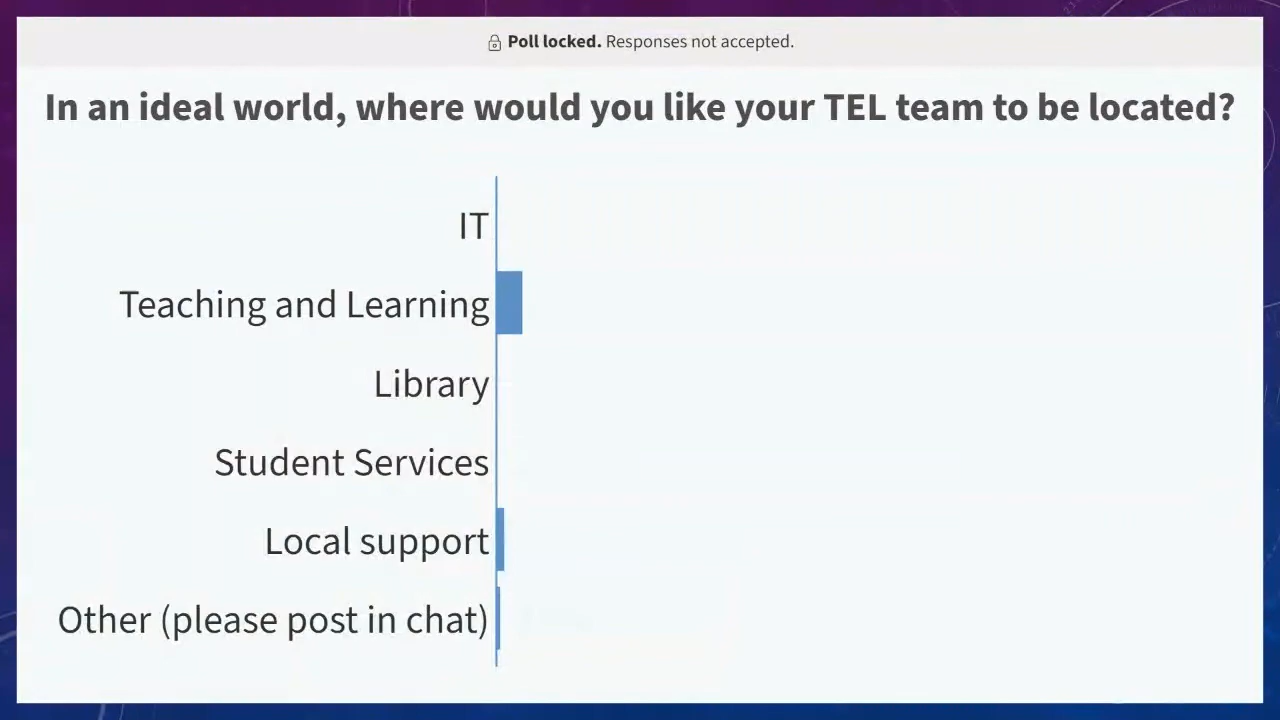 Poll locked. Responses not accepted.
In an ideal world, where would you like your TEL team to be located?
IT
Teaching and Learning
Library
Student Services
Local support
Other (please post in chat)